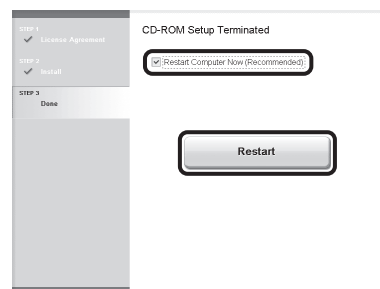 STEP 1
License Agreement
STEP 2
Install
STEP 3
Done
CD-ROM Setup Terminated
Restart Computer Now (Recommended)
Restart